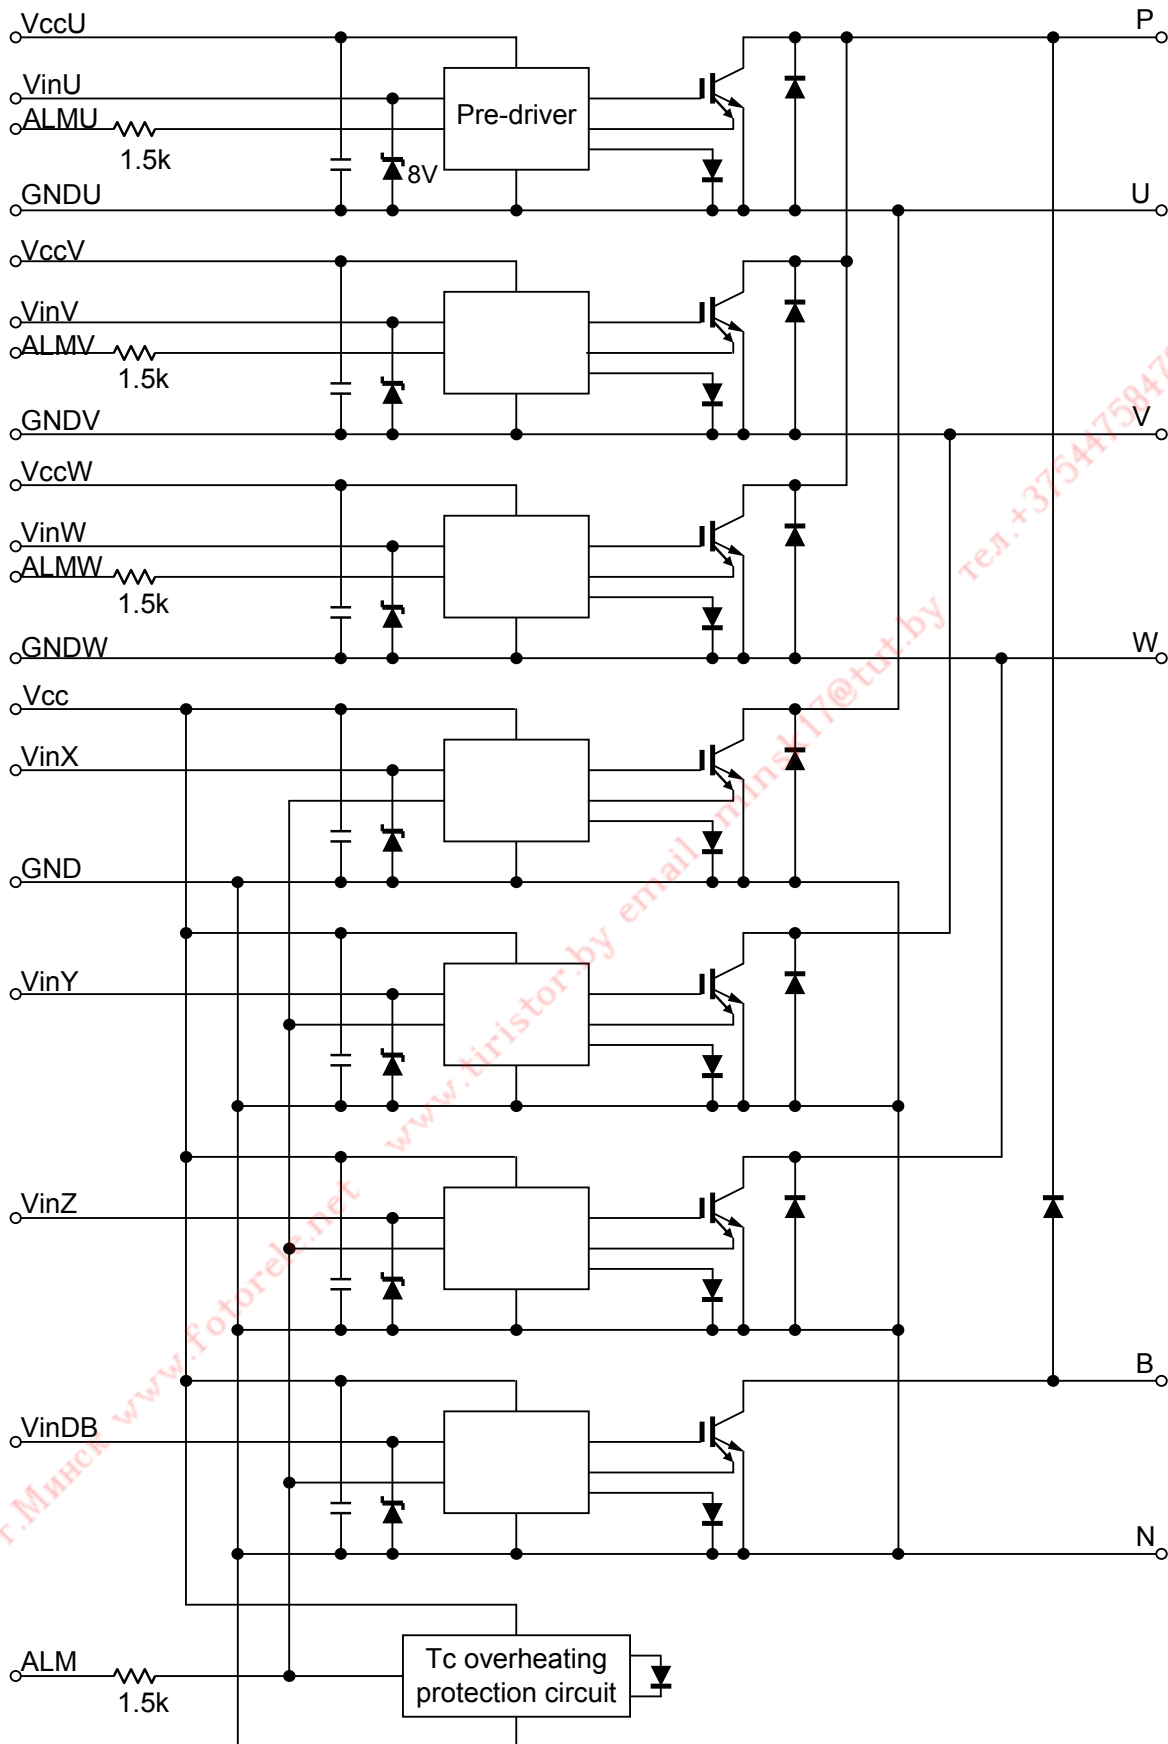 VccU
P
VinU
ALMU
1.5k
8V
Pre-driver
GNDU
U
VccV
VinV
ALMV
1.5k
GNDV
V
VccW
VinW
ALMW
1.5k
GNDW
W
Vcc
VinX
GND
VinY
VinZ
B
VinDB
N
ALM
1.5k
Tc overheating
protection circuit
г.Минск www.fotorele.net www.tiristor.by email minsk17@tut.by тел.+375447584780